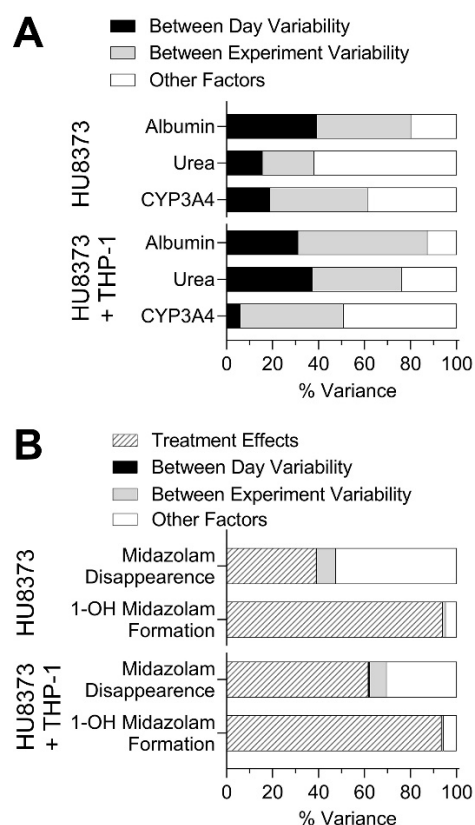 A
Between Day Variability
Between Experiment Variability
Other Factors
HU8373
Albumin
Urea
CYP3A4
HU8373
+ THP-1
Albumin
Urea
CYP3A4
0 20 40 60 80 100
% Variance
B
Treatment Effects
Between Day Variability
Between Experiment Variability
Other Factors
HU8373
Midazolam
Disappearence
1-OH Midazolam
Formation
HU8373
+ THP-1
Midazolam
Disappearence
1-OH Midazolam
Formation
0 20 40 60 80 100
% Variance